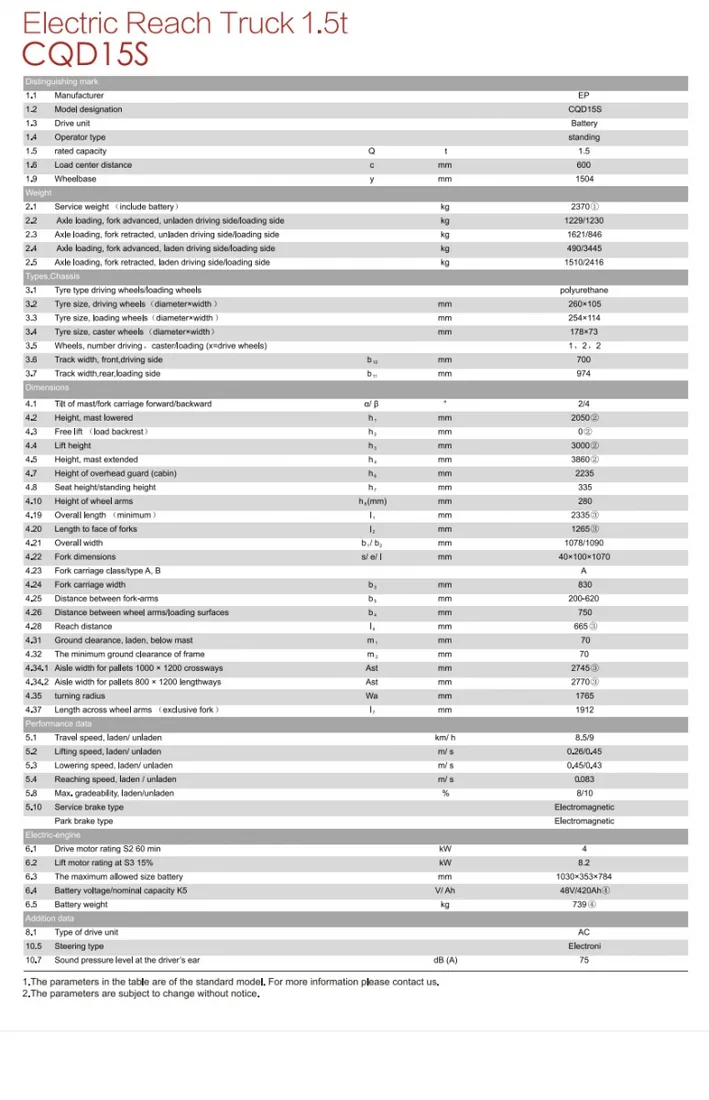 Electric Reach Truck 1.5t
CQD15S
Distinguishing mark
1.1 Manufacturer EP
1.2 Model designation CQD15S
1.3 Drive unit Battery
1.4 Operator type standing
1.5 rated capacity Q t 1.5
1.6 Load center distance c mm 600
1.9 Wheelbase y mm 1504
Weight
2.1 Service weight （include battery） kg 2370①
2.2 Axle loading, fork advanced, unladen driving side/loading side kg 1229/1230
2.3 Axle loading, fork retracted, unladen driving side/loading side kg 1621/846
2.4 Axle loading, fork advanced, laden driving side/loading side kg 490/3445
2.5 Axle loading, fork retracted, laden driving side/loading side kg 1510/2416
Types,Chassis
3.1 Tyre type driving wheels/loading wheels polyurethane
3.2 Tyre size, driving wheels（diameter×width） mm 260×105
3.3 Tyre size, loading wheels（diameter×width） mm 254×114
3.4 Tyre size, caster wheels（diameter×width） mm 178×73
3.5 Wheels, number driving，caster/loading (x=drive wheels) 1，2，2
3.6 Track width, front,driving side b₁₀ mm 700
3.7 Track width,rear,loading side b₁₁ mm 974
Dimensions
4.1 Tilt of mast/fork carriage forward/backward α/ β ° 2/4
4.2 Height, mast lowered h₁ mm 2050②
4.3 Free lift （load backrest） h₂ mm 0②
4.4 Lift height h₃ mm 3000②
4.5 Height, mast extended h₄ mm 3860②
4.7 Height of overhead guard (cabin) h₆ mm 2235
4.8 Seat height/standing height h₇ mm 335
4.10 Height of wheel arms h₈(mm) mm 280
4.19 Overall length （minimum） l₁ mm 2335③
4.20 Length to face of forks l₂ mm 1265③
4.21 Overall width b₁/ b₂ mm 1078/1090
4.22 Fork dimensions s/ e/ l mm 40×100×1070
4.23 Fork carriage class/type A, B A
4.24 Fork carriage width b₃ mm 830
4.25 Distance between fork-arms b₅ mm 200-620
4.26 Distance between wheel arms/loading surfaces b₄ mm 750
4.28 Reach distance l₄ mm 665③
4.31 Ground clearance, laden, below mast m₁ mm 70
4.32 The minimum ground clearance of frame m₂ mm 70
4.34.1 Aisle width for pallets 1000 × 1200 crossways Ast mm 2745③
4.34.2 Aisle width for pallets 800 × 1200 lengthways Ast mm 2770③
4.35 turning radius Wa mm 1765
4.37 Length across wheel arms （exclusive fork） l₇ mm 1912
Performance data
5.1 Travel speed, laden/ unladen km/ h 8.5/9
5.2 Lifting speed, laden/ unladen m/ s 0.26/0.45
5.3 Lowering speed, laden/ unladen m/ s 0.45/0.43
5.4 Reaching speed, laden / unladen m/ s 0.083
5.8 Max. gradeability, laden/unladen % 8/10
5.10 Service brake type Electromagnetic
Park brake type Electromagnetic
Electric-engine
6.1 Drive motor rating S2 60 min kW 4
6.2 Lift motor rating at S3 15% kW 8.2
6.3 The maximum allowed size battery mm 1030×353×784
6.4 Battery voltage/nominal capacity K5 V/ Ah 48V/420Ah④
6.5 Battery weight kg 739④
Addition data
8.1 Type of drive unit AC
10.5 Steering type Electroni
10.7 Sound pressure level at the driver's ear dB (A) 75
1.The parameters in the table are of the standard model. For more information please contact us.
2.The parameters are subject to change without notice.